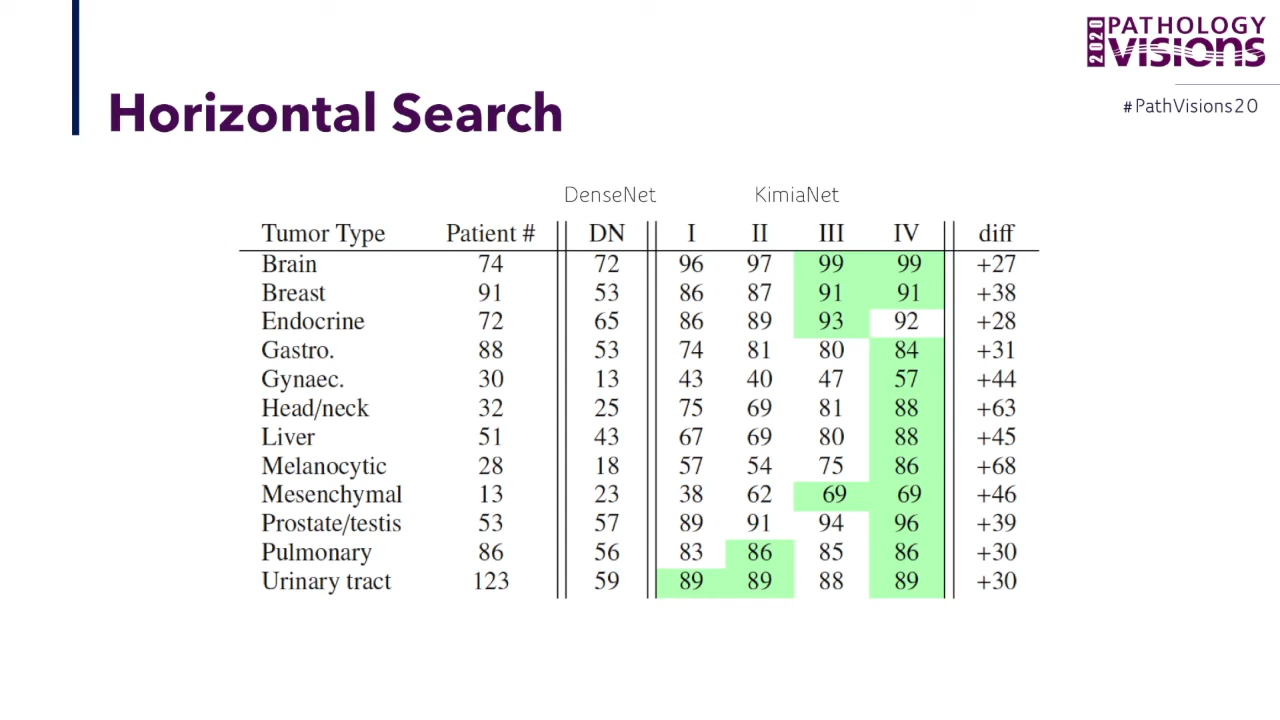 2020 PATHOLOGY
visions
#PathVisions20
Horizontal Search
DenseNet KimiaNet
Tumor Type Patient # DN I II III IV diff
Brain 74 72 96 97 99 99 +27
Breast 91 53 86 87 91 91 +38
Endocrine 72 65 86 89 93 92 +28
Gastro. 88 53 74 81 80 84 +31
Gynaec. 30 13 43 40 47 57 +44
Head/neck 32 25 75 69 81 88 +63
Liver 51 43 67 69 80 88 +45
Melanocytic 28 18 57 54 75 86 +68
Mesenchymal 13 23 38 62 69 69 +46
Prostate/testis 53 57 89 91 94 96 +39
Pulmonary 86 56 83 86 85 86 +30
Urinary tract 123 59 89 89 88 89 +30